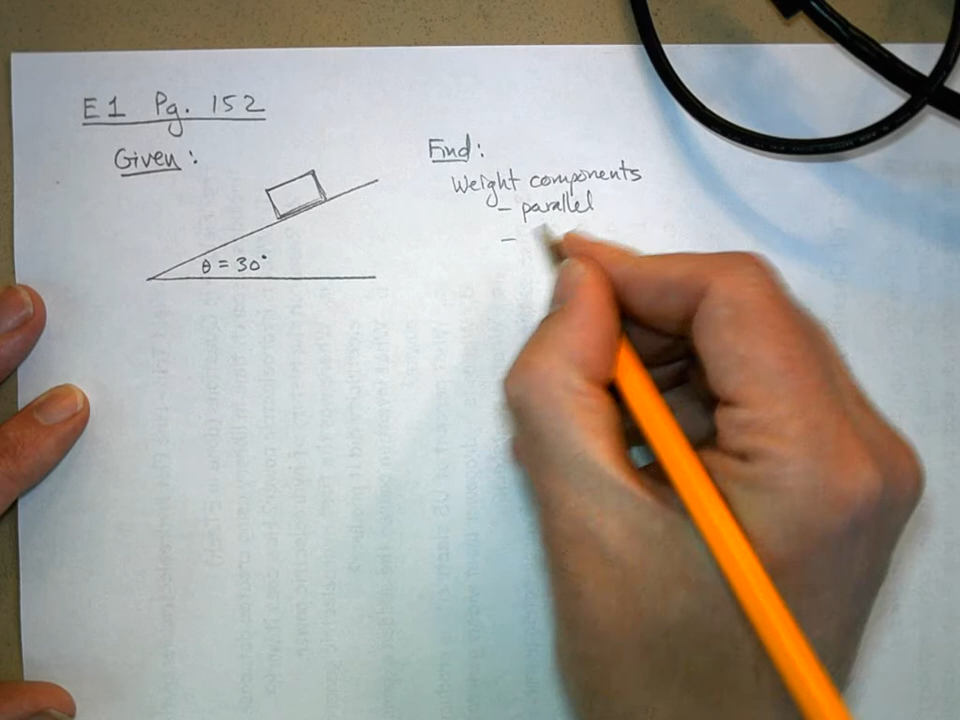 E1 Pg. 152
Given:
θ = 30°
Find:
Weight components
- parallel
-